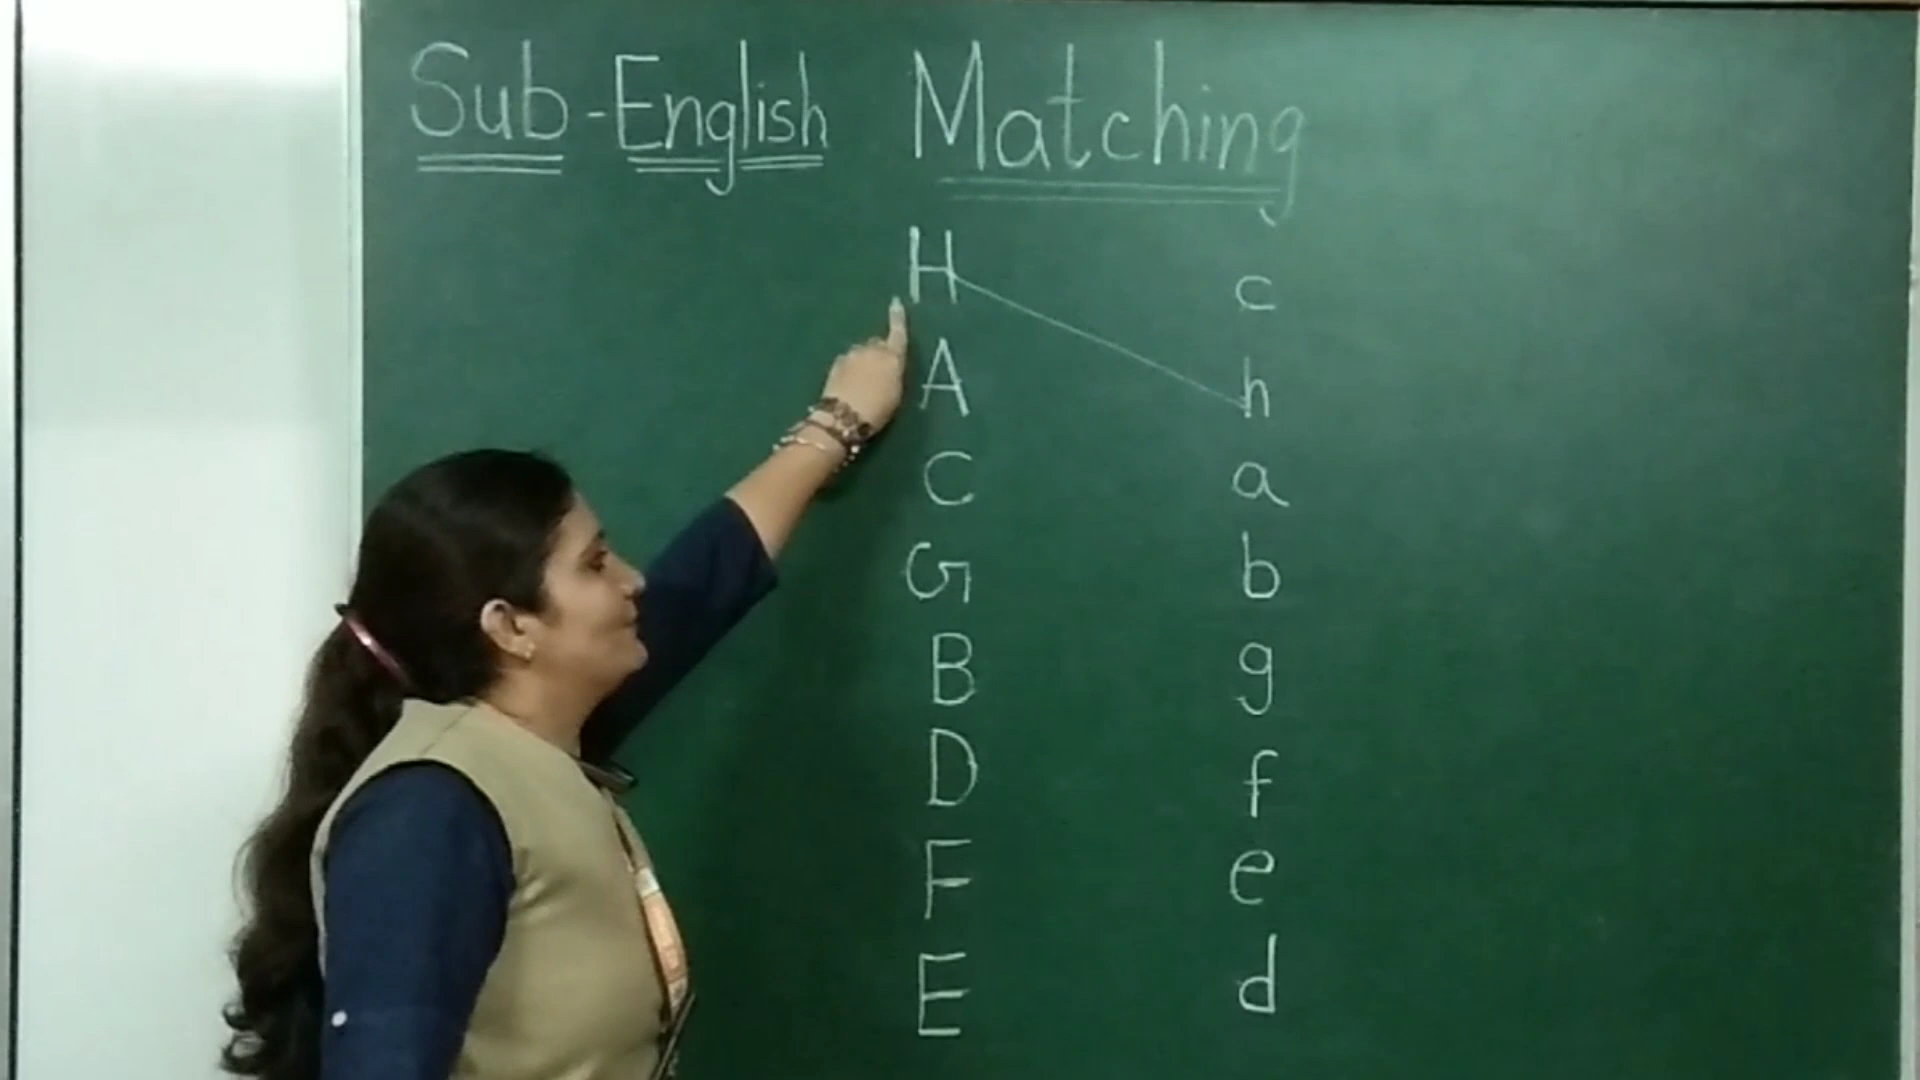 Sub-English Matching
H c
A h
C a
G b
B g
D f
F e
E d